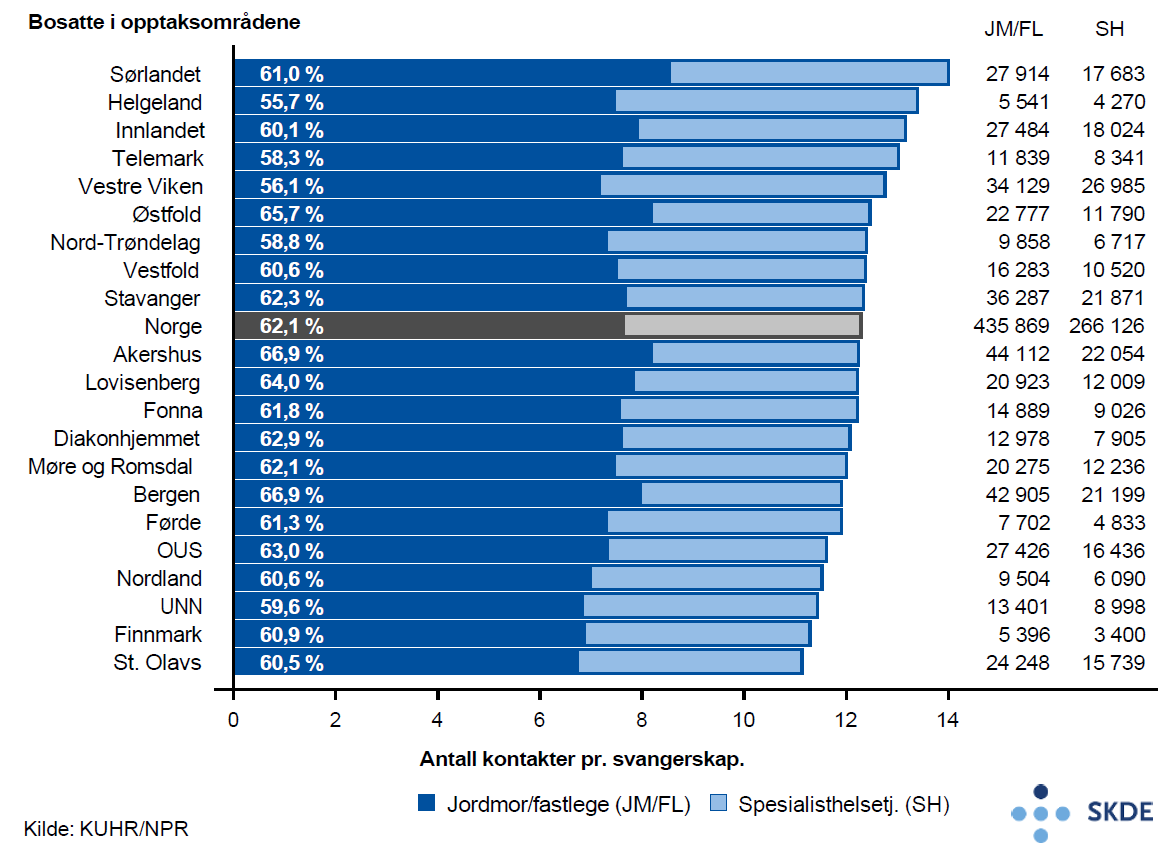 Bosatte i opptaksområdene
JM/FL SH
Sørlandet 61,0 % 27 914 17 683
Helgeland 55,7 % 5 541 4 270
Innlandet 60,1 % 27 484 18 024
Telemark 58,3 % 11 839 8 341
Vestre Viken 56,1 % 34 129 26 985
Østfold 65,7 % 22 777 11 790
Nord-Trøndelag 58,8 % 9 858 6 717
Vestfold 60,6 % 16 283 10 520
Stavanger 62,3 % 36 287 21 871
Norge 62,1 % 435 869 266 126
Akershus 66,9 % 44 112 22 054
Lovisenberg 64,0 % 20 923 12 009
Fonna 61,8 % 14 889 9 026
Diakonhjemmet 62,9 % 12 978 7 905
Møre og Romsdal 62,1 % 20 275 12 236
Bergen 66,9 % 42 905 21 199
Førde 61,3 % 7 702 4 833
OUS 63,0 % 27 426 16 436
Nordland 60,6 % 9 504 6 090
UNN 59,6 % 13 401 8 998
Finnmark 60,9 % 5 396 3 400
St. Olavs 60,5 % 24 248 15 739
0 2 4 6 8 10 12 14
Antall kontakter pr. svangerskap.
Jordmor/fastlege (JM/FL) Spesialisthelsetj. (SH)
SKDE
Kilde: KUHR/NPR